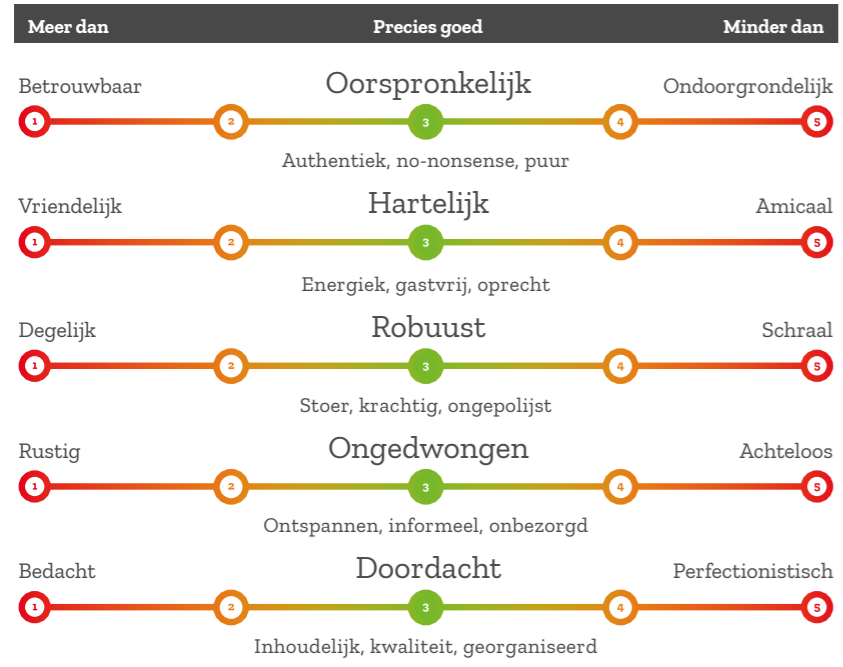 Meer dan Precies goed Minder dan
Betrouwbaar Oorspronkelijk Ondoorgrondelijk
1 2 3 4 5
Authentiek, no-nonsense, puur
Vriendelijk Hartelijk Amicaal
1 2 3 4 5
Energiek, gastvrij, oprecht
Degelijk Robuust Schraal
1 2 3 4 5
Stoer, krachtig, ongepolijst
Rustig Ongedwongen Achteloos
1 2 3 4 5
Ontspannen, informeel, onbezorgd
Bedacht Doordacht Perfectionistisch
1 2 3 4 5
Inhoudelijk, kwaliteit, georganiseerd